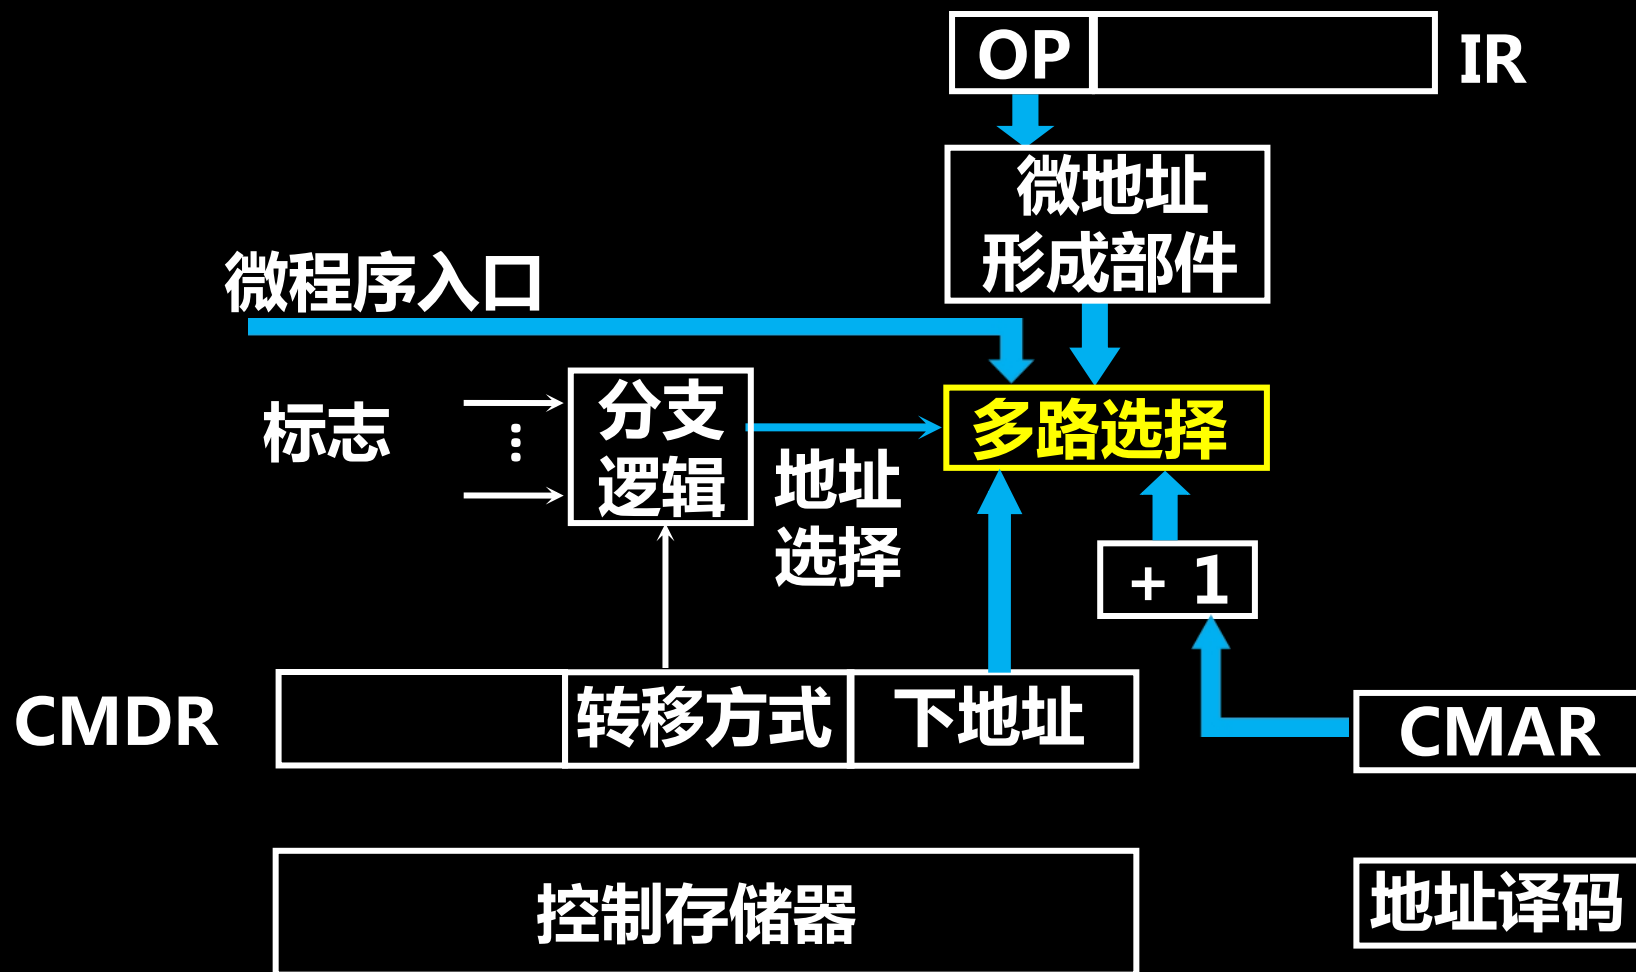 OP
IR
微地址
形成部件
微程序入口
标志
⋮
分支
逻辑
地址
选择
多路选择
+ 1
CMDR
转移方式
下地址
CMAR
控制存储器
地址译码